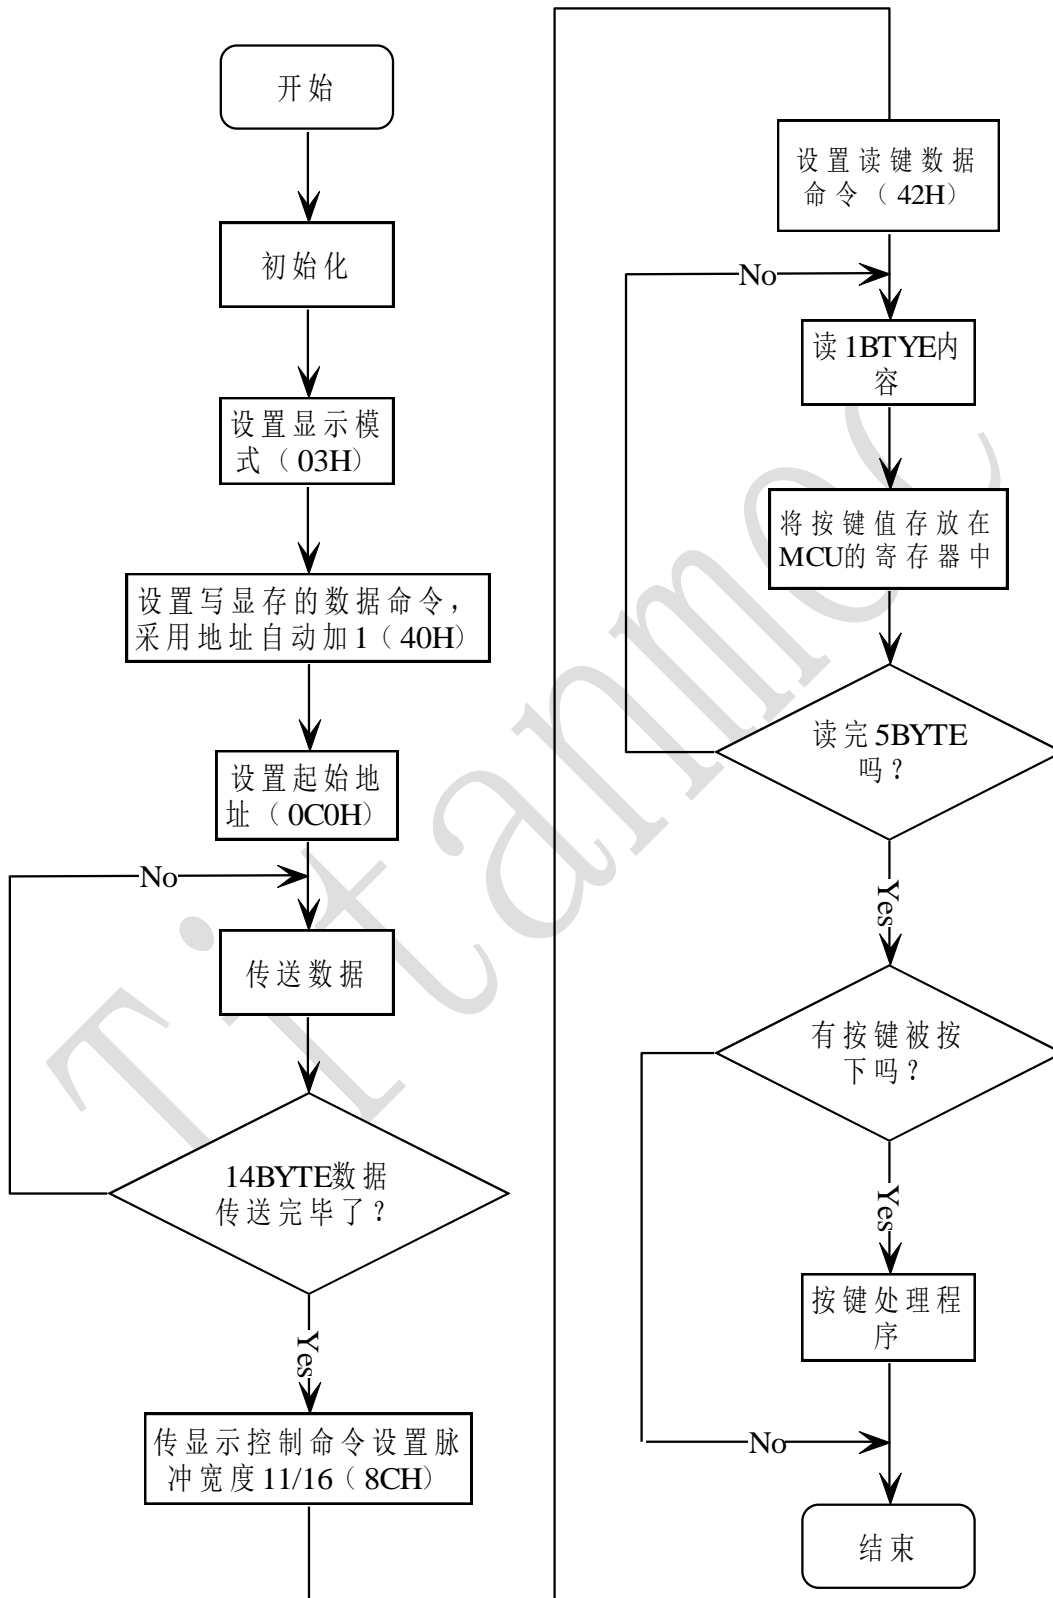 开始
初始化
设置显示模
式（03H）
设置写显存的数据命令，
采用地址自动加1（40H）
设置起始地
址（0C0H）
No
传送数据
14BYTE数据
传送完毕了？
Yes
传显示控制命令设置脉
冲宽度11/16（8CH）
设置读键数据
命令（42H）
No
读1BTYE内
容
将按键值存放在
MCU的寄存器中
读完5BYTE
吗？
Yes
有按键被按
下吗？
Yes
按键处理程
序
No
结束
Titanmec